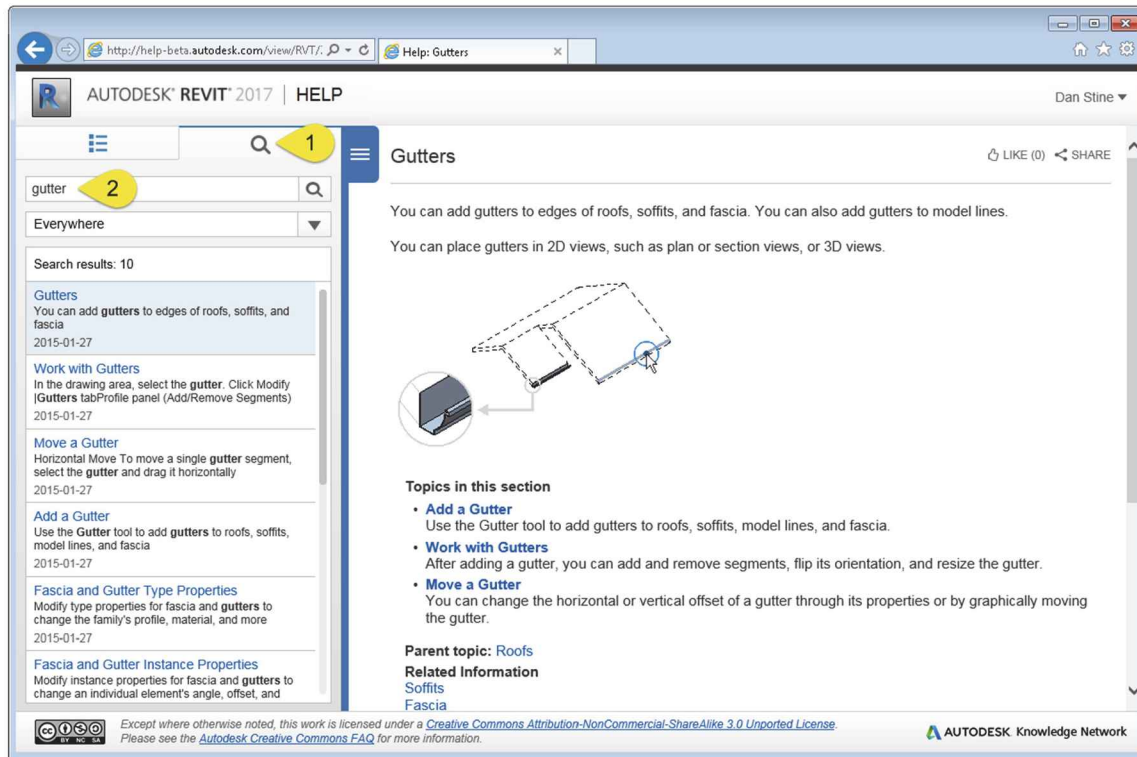 http://help-beta.autodesk.com/view/RVT/.
Help: Gutters
AUTODESK® REVIT® 2017 | HELP
Dan Stine
1
gutter
2
Everywhere
Search results: 10
Gutters
You can add gutters to edges of roofs, soffits, and
fascia
2015-01-27
Work with Gutters
In the drawing area, select the gutter. Click Modify
|Gutters tabProfile panel (Add/Remove Segments)
2015-01-27
Move a Gutter
Horizontal Move To move a single gutter segment,
select the gutter and drag it horizontally
2015-01-27
Add a Gutter
Use the Gutter tool to add gutters to roofs, soffits,
model lines, and fascia
2015-01-27
Fascia and Gutter Type Properties
Modify type properties for fascia and gutters to
change the family's profile, material, and more
2015-01-27
Fascia and Gutter Instance Properties
Modify instance properties for fascia and gutters to
change an individual element's angle, offset, and
Gutters
LIKE (0) SHARE
You can add gutters to edges of roofs, soffits, and fascia. You can also add gutters to model lines.
You can place gutters in 2D views, such as plan or section views, or 3D views.
Topics in this section
• Add a Gutter
Use the Gutter tool to add gutters to roofs, soffits, model lines, and fascia.
• Work with Gutters
After adding a gutter, you can add and remove segments, flip its orientation, and resize the gutter.
• Move a Gutter
You can change the horizontal or vertical offset of a gutter through its properties or by graphically moving
the gutter.
Parent topic: Roofs
Related Information
Soffits
Fascia
cc BY NC SA
Except where otherwise noted, this work is licensed under a Creative Commons Attribution-NonCommercial-ShareAlike 3.0 Unported License.
Please see the Autodesk Creative Commons FAQ for more information.
AUTODESK Knowledge Network